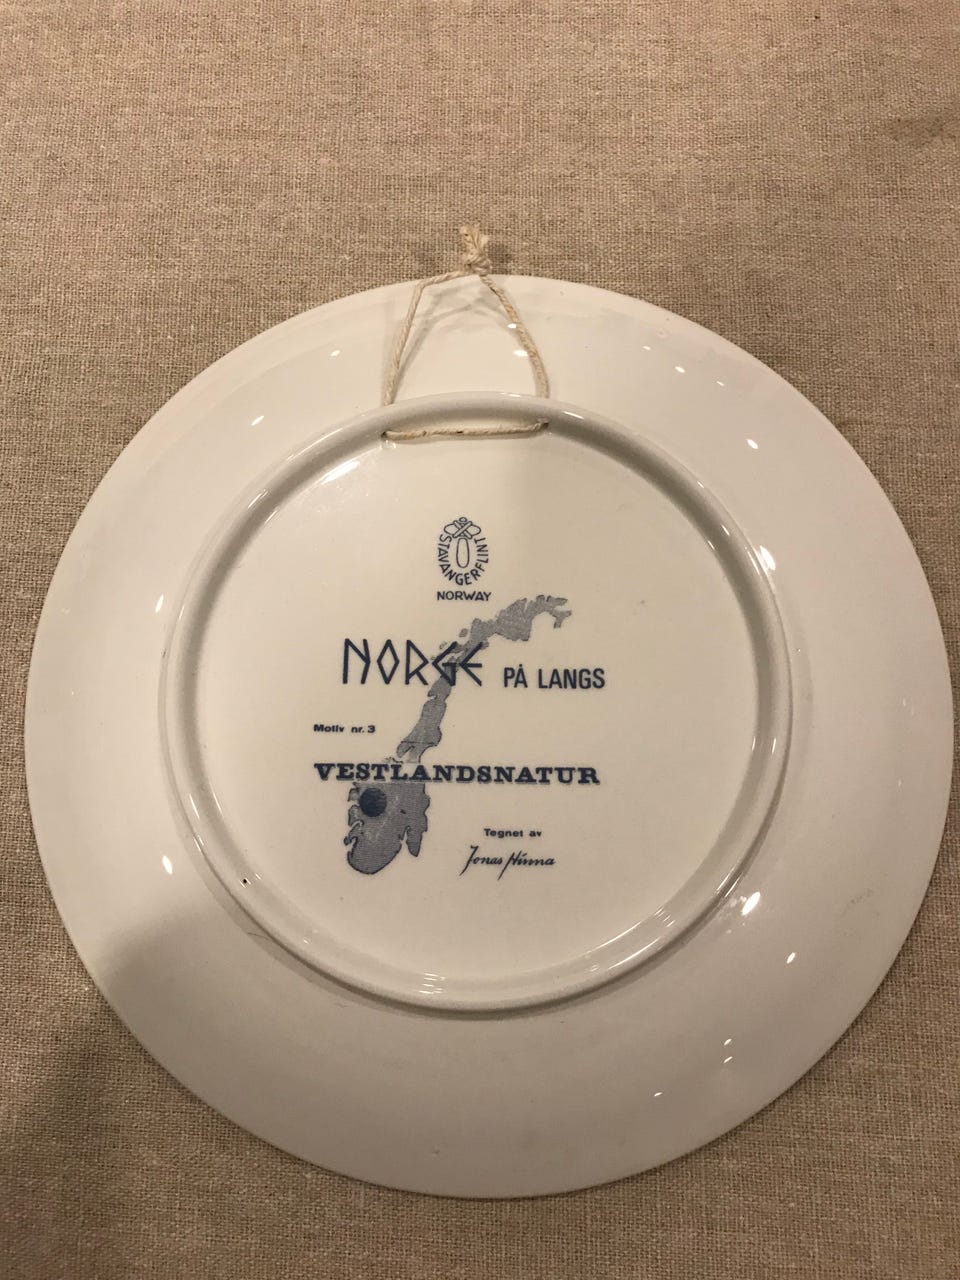 STAVANGERFLINT
NORWAY
NORGE PÅ LANGS
Motiv nr. 3
VESTLANDSNATUR
Tegnet av
Jonas Hinna